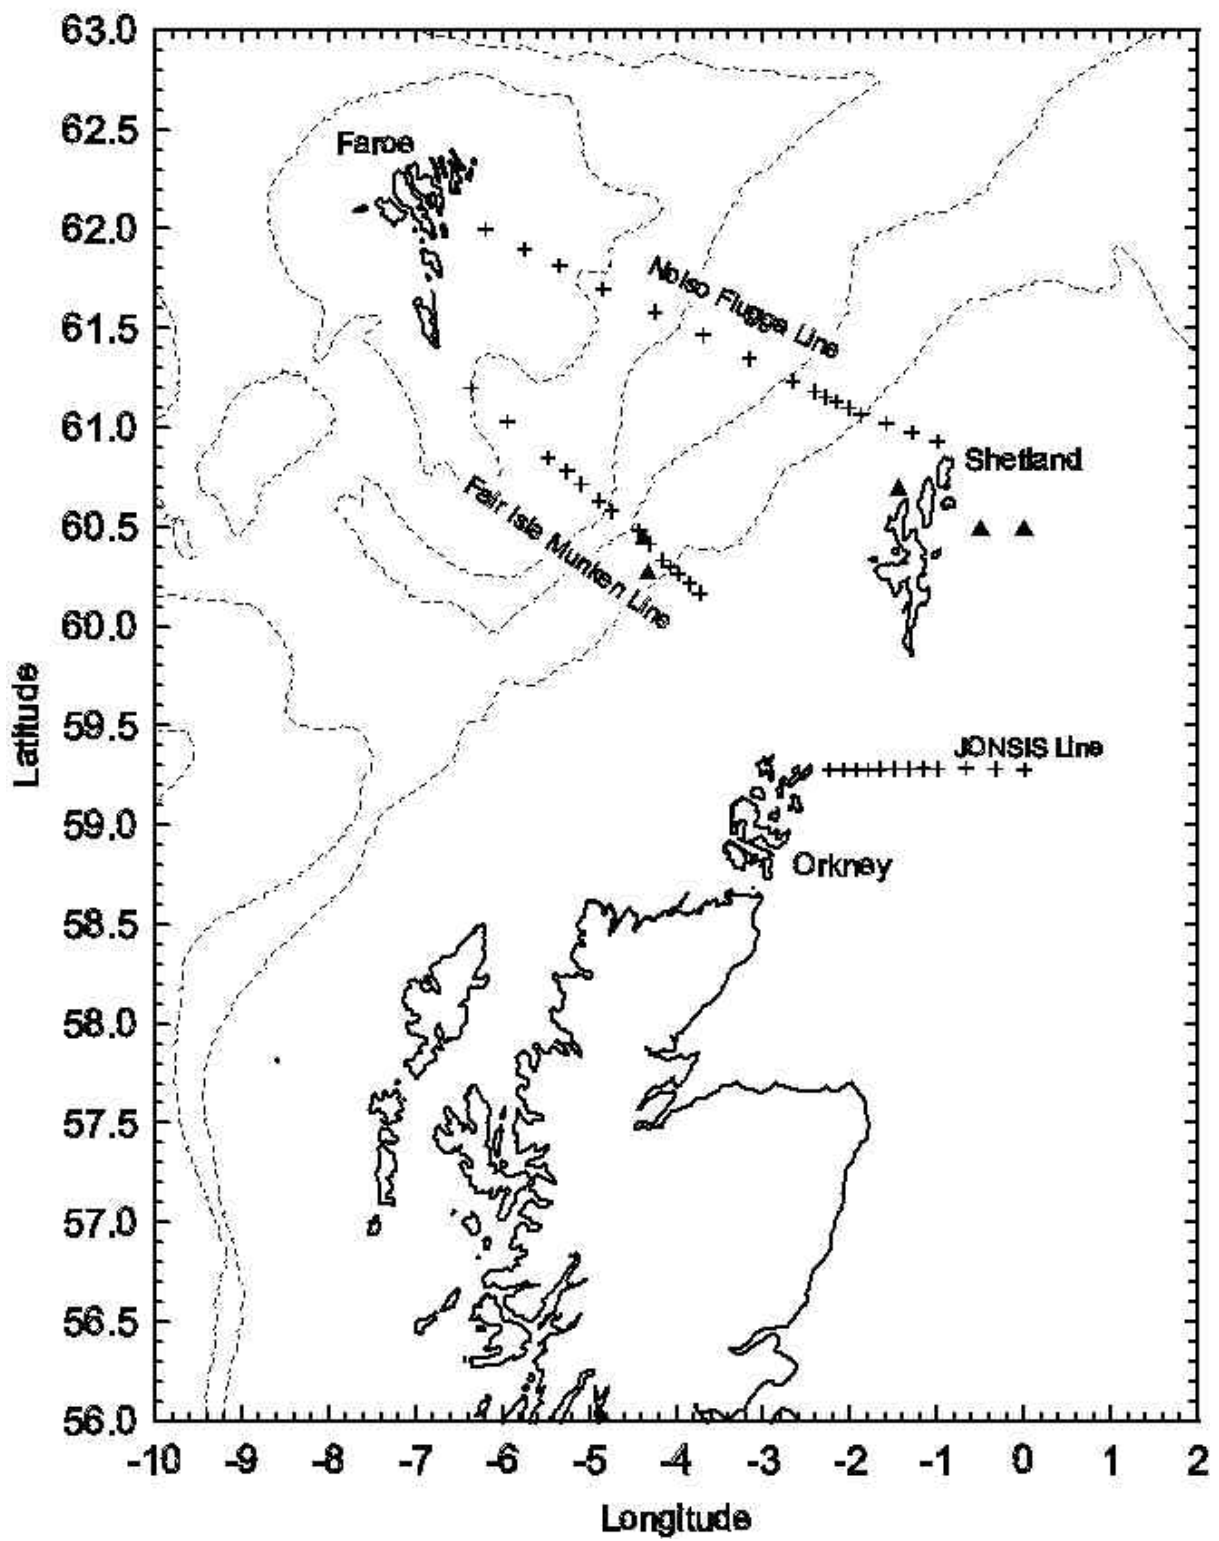 63.0
62.5
62.0
61.5
61.0
60.5
60.0
59.5
59.0
58.5
58.0
57.5
57.0
56.5
56.0
Latitude
Faroe
Nolso Flugga Line
Shetland
Fair Isle Munken Line
JONSIS Line
Orkney
-10 -9 -8 -7 -6 -5 -4 -3 -2 -1 0 1 2
Longitude